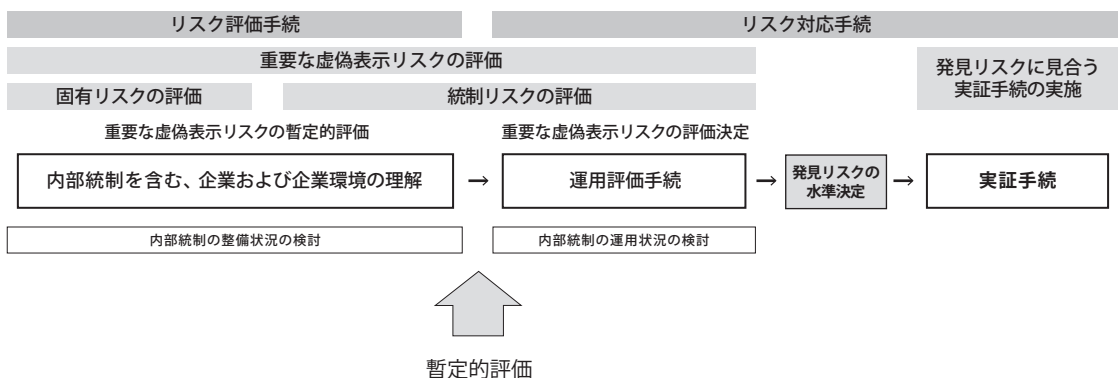 リスク評価手続
リスク対応手続
重要な虚偽表示リスクの評価
発見リスクに見合う
実証手続の実施
固有リスクの評価
統制リスクの評価
重要な虚偽表示リスクの暫定的評価
重要な虚偽表示リスクの評価決定
内部統制を含む、企業および企業環境の理解
→
運用評価手続
→
発見リスクの
水準決定
→
実証手続
内部統制の整備状況の検討
内部統制の運用状況の検討
暫定的評価